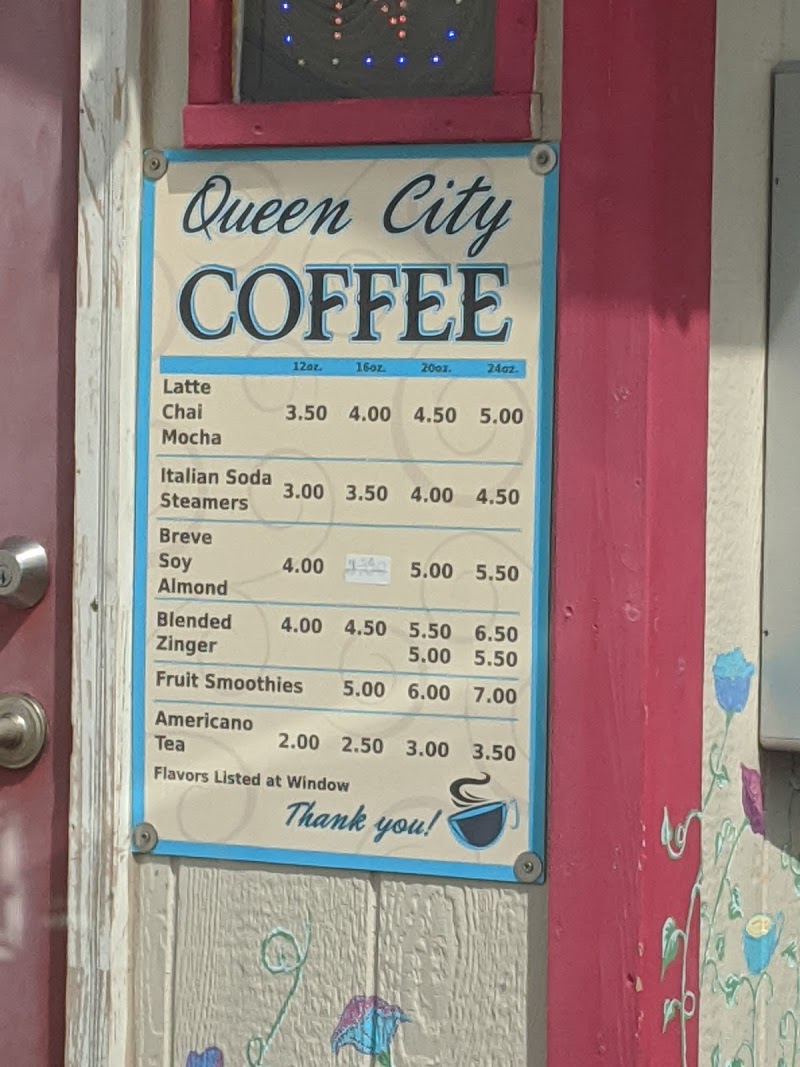 Queen City
COFFEE
12oz. 16oz. 20oz. 24oz.
Latte
Chai 3.50 4.00 4.50 5.00
Mocha
Italian Soda 3.00 3.50 4.00 4.50
Steamers
Breve
Soy 4.00 5.00 5.50
Almond
Blended 4.00 4.50 5.50 6.50
Zinger 5.00 5.50
Fruit Smoothies 5.00 6.00 7.00
Americano
Tea 2.00 2.50 3.00 3.50
Flavors Listed at Window
Thank you!